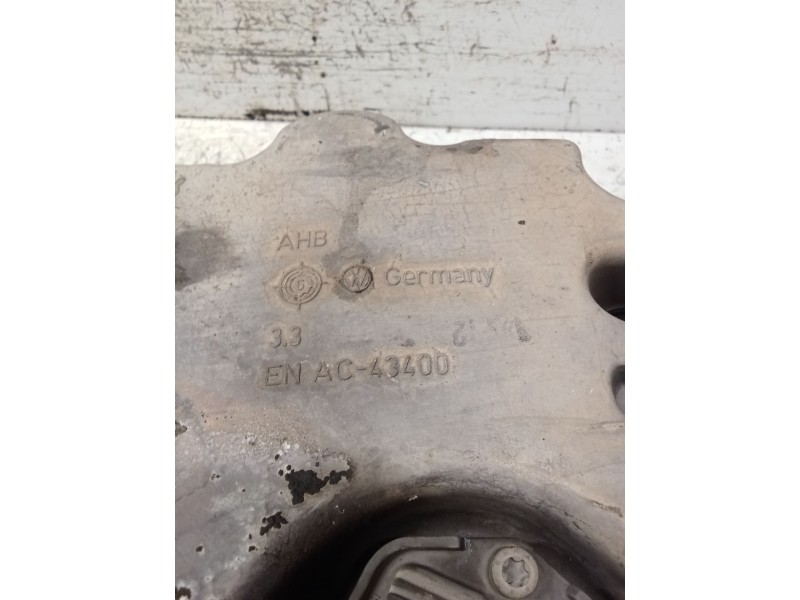 AHB
Germany
3.3
EN AC-43400